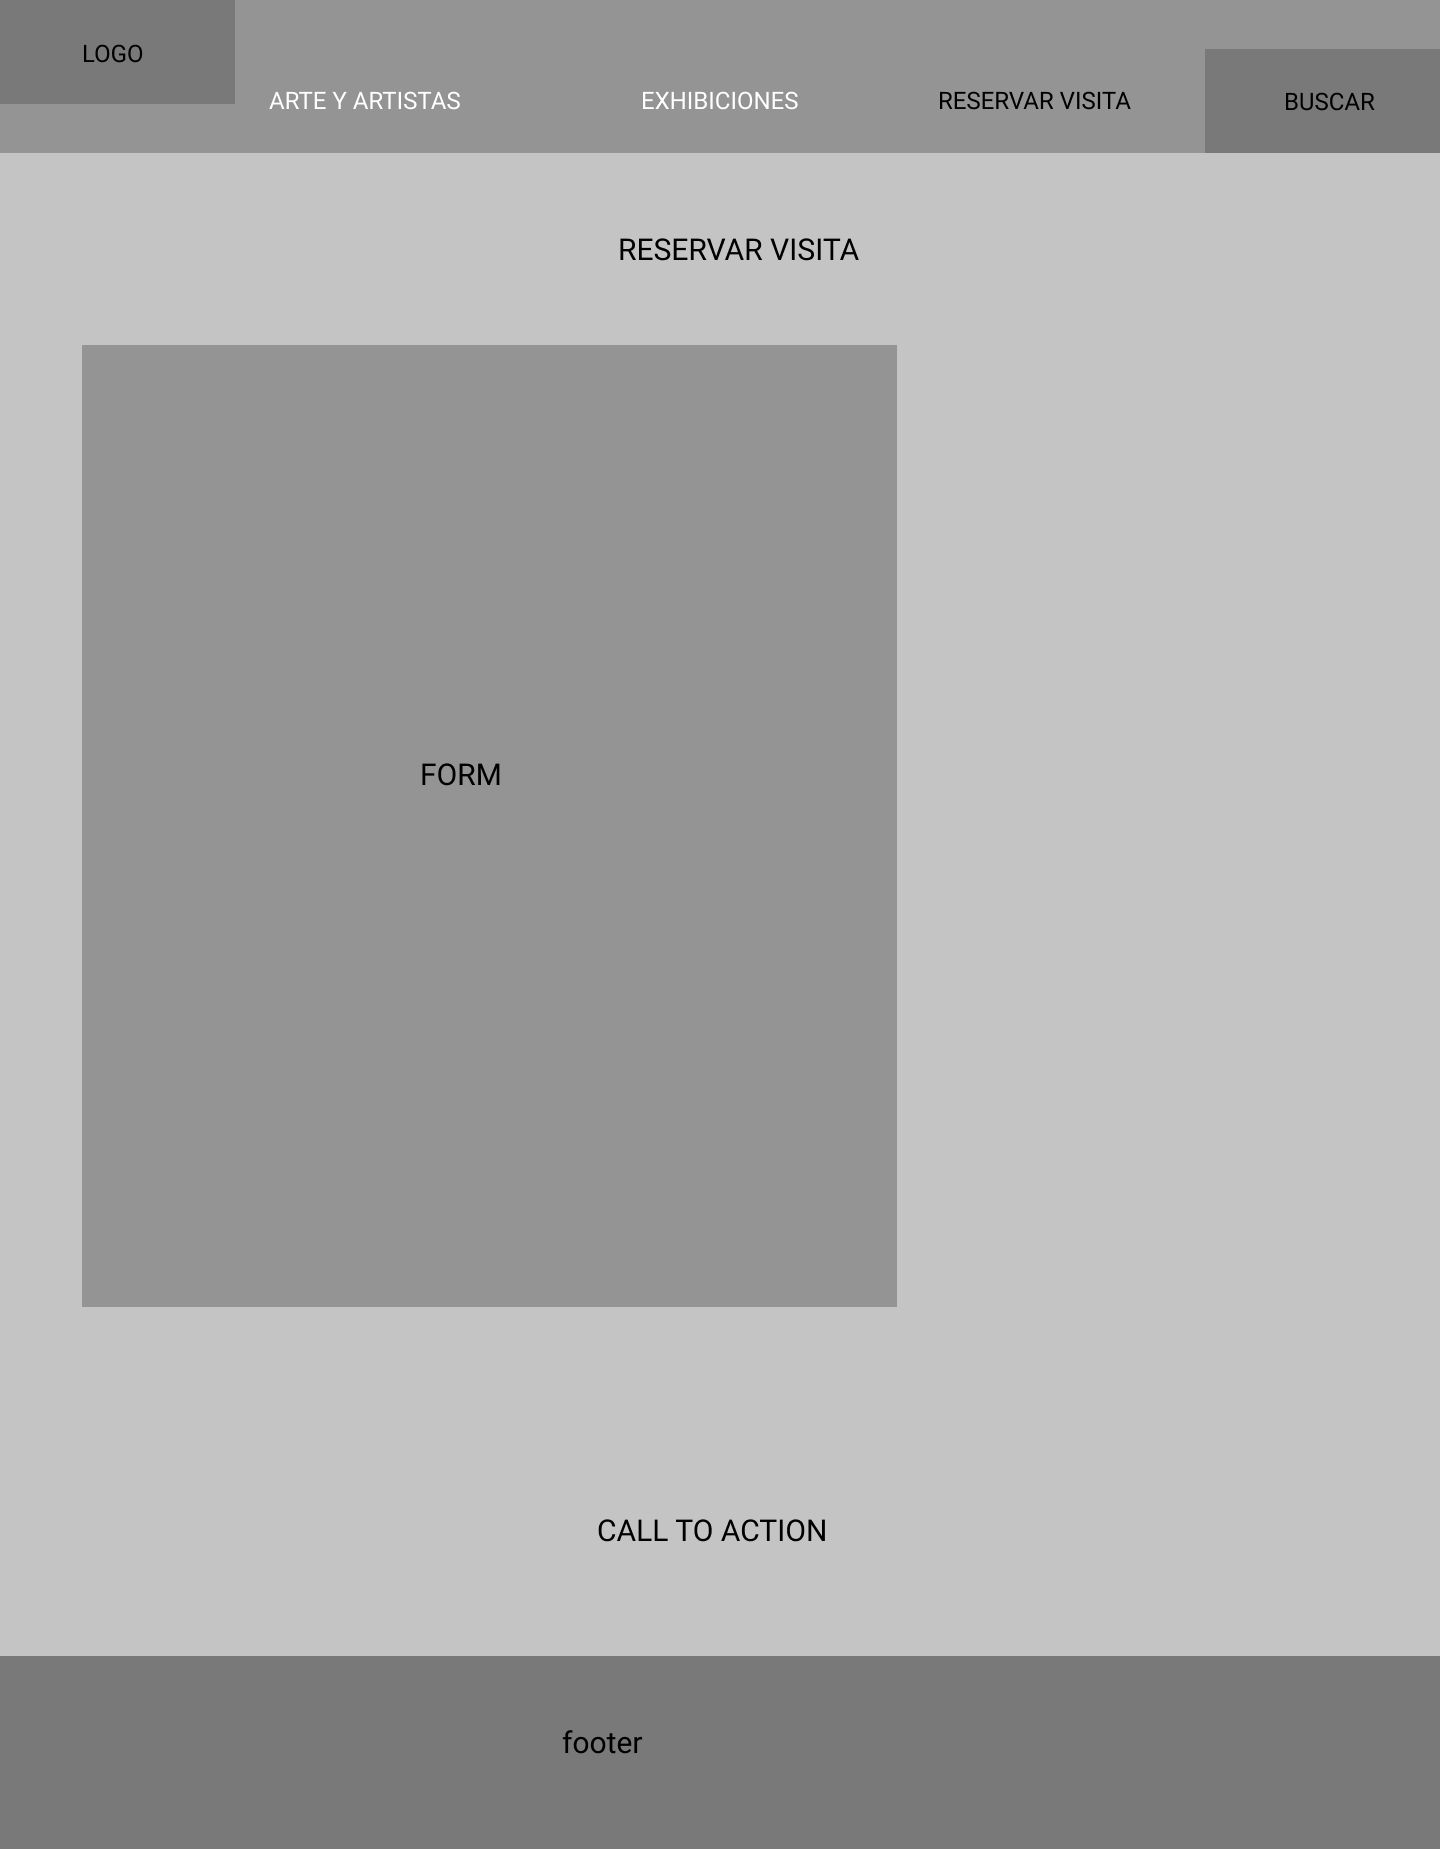 LOGO
ARTE Y ARTISTAS
EXHIBICIONES
RESERVAR VISITA
BUSCAR
RESERVAR VISITA
FORM
CALL TO ACTION
footer